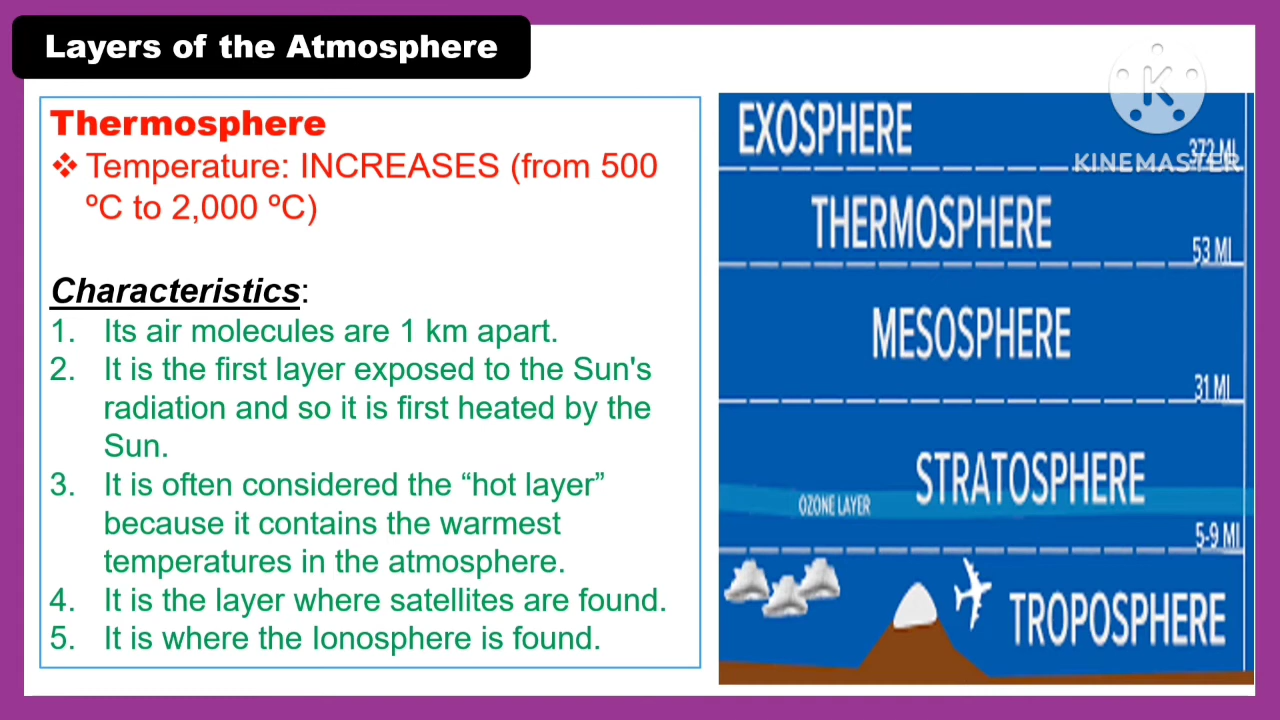 Layers of the Atmosphere
Thermosphere
❖ Temperature: INCREASES (from 500
ºC to 2,000 ºC)
Characteristics:
1. Its air molecules are 1 km apart.
2. It is the first layer exposed to the Sun's
radiation and so it is first heated by the
Sun.
3. It is often considered the “hot layer”
because it contains the warmest
temperatures in the atmosphere.
4. It is the layer where satellites are found.
5. It is where the Ionosphere is found.
EXOSPHERE
372 MI
KINEMASTER
THERMOSPHERE
53 MI
MESOSPHERE
31 MI
STRATOSPHERE
OZONE LAYER
5-9 MI
TROPOSPHERE